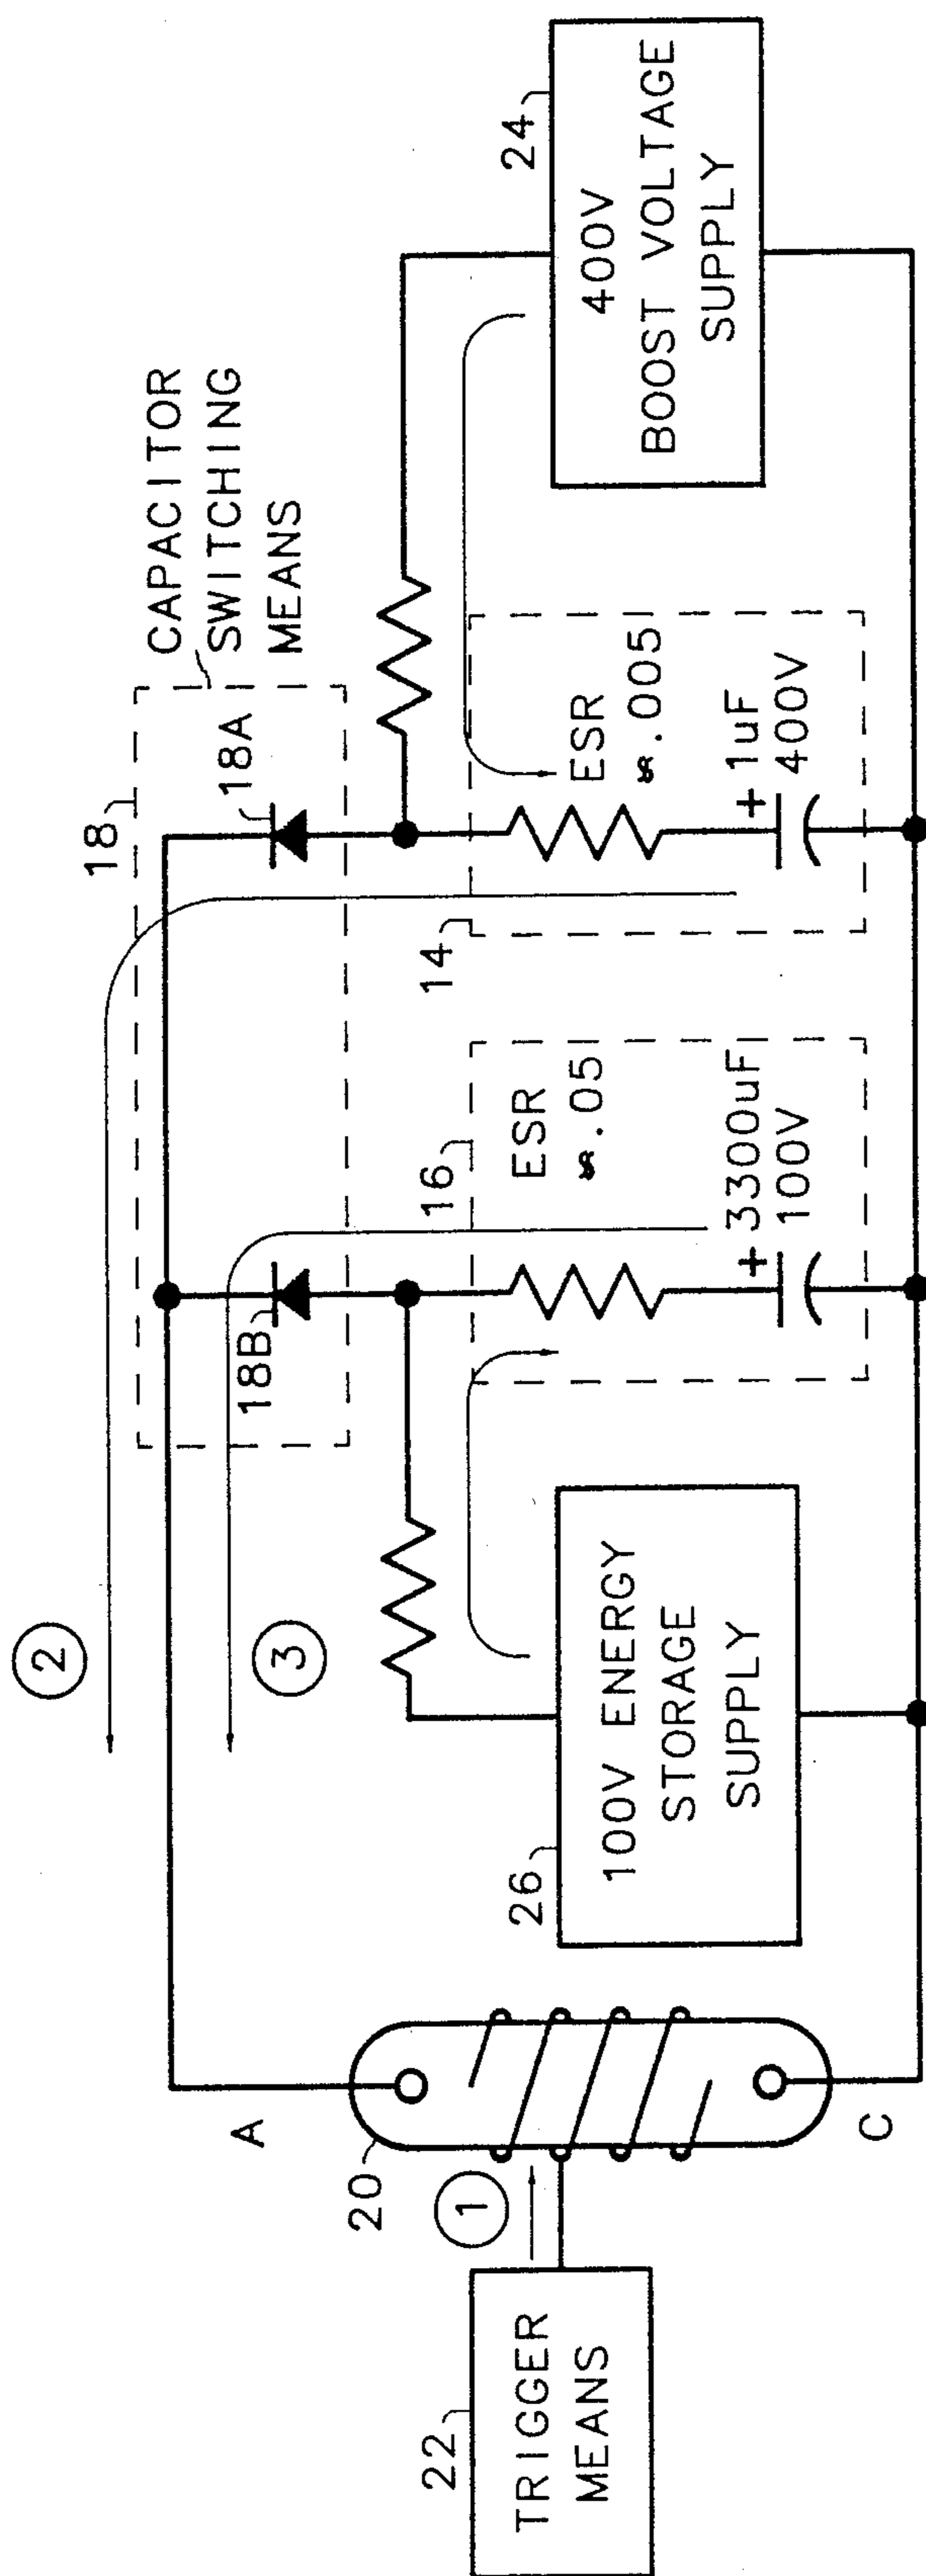 CAPACITOR
SWITCHING
MEANS
18
18A
18B
2
3
16
14
ESR
.05
+3300uF
100V
ESR
.005
+1uF
400V
24
400V
BOOST VOLTAGE
SUPPLY
26
100V ENERGY
STORAGE
SUPPLY
A
20
C
1
22
TRIGGER
MEANS